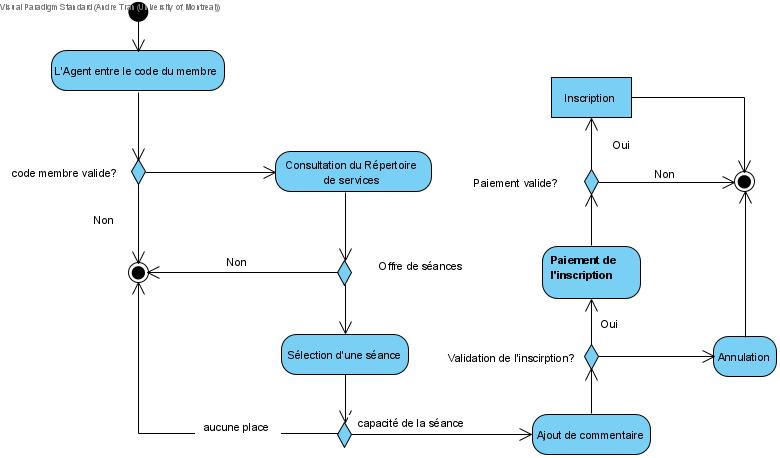 Visual Paradigm Standard (Andre Tran (University of Montreal))
L'Agent entre le code du membre
code membre valide?
Non
Consultation du Répertoire
de services
Non
Offre de séances
Sélection d'une séance
aucune place
capacité de la séance
Ajout de commentaire
Validation de l'inscirption?
Oui
Annulation
Paiement de
l'inscription
Paiement valide?
Non
Oui
Inscription